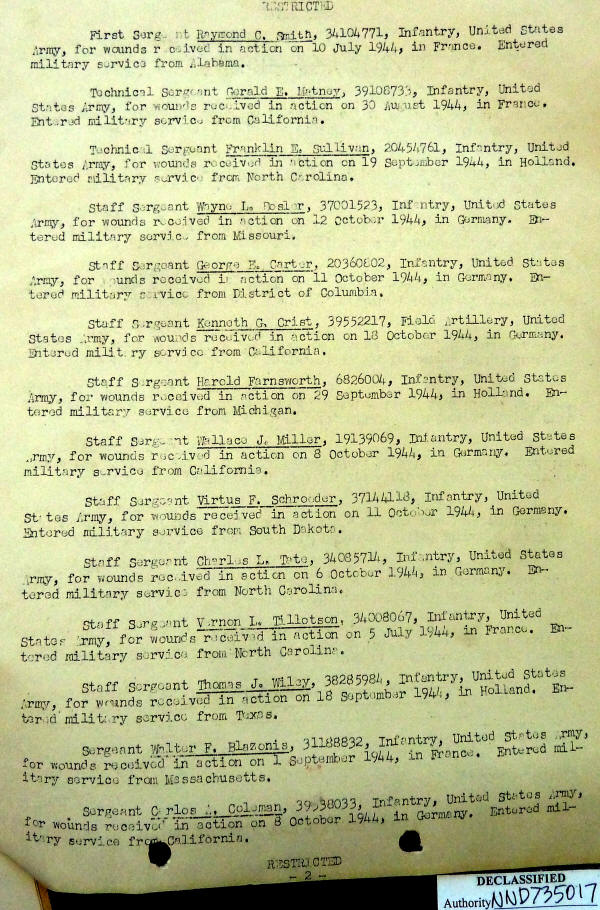 RESTRICTED
First Sergeant Raymond C. Smith, 34104771, Infantry, United States
Army, for wounds received in action on 10 July 1944, in France. Entered
military service from Alabama.
Technical Sergeant Gerald E. Matney, 39108733, Infantry, United
States Army, for wounds received in action on 30 August 1944, in France.
Entered military service from California.
Technical Sergeant Franklin E. Sullivan, 20454761, Infantry, United
States Army, for wounds received in action on 19 September 1944, in Holland.
Entered military service from North Carolina.
Staff Sergeant Wayne L. Bosler, 37001523, Infantry, United States
Army, for wounds received in action on 12 October 1944, in Germany. En-
tered military service from Missouri.
Staff Sergeant George E. Carter, 20360802, Infantry, United States
Army, for wounds received in action on 11 October 1944, in Germany. En-
tered military service from District of Columbia.
Staff Sergeant Kenneth G. Crist, 39552217, Field Artillery, United
States Army, for wounds received in action on 18 October 1944, in Germany.
Entered military service from California.
Staff Sergeant Harold Farnsworth, 6826004, Infantry, United States
Army, for wounds received in action on 29 September 1944, in Holland. En-
tered military service from Michigan.
Staff Sergeant Wallace J. Miller, 19139069, Infantry, United States
Army, for wounds received in action on 8 October 1944, in Germany. Entered
military service from California.
Staff Sergeant Virtus F. Schroeder, 37144118, Infantry, United
States Army, for wounds received in action on 11 October 1944, in Germany.
Entered military service from South Dakota.
Staff Sergeant Charles L. Tate, 34085714, Infantry, United States
Army, for wounds received in action on 6 October 1944, in Germany. En-
tered military service from North Carolina.
Staff Sergeant Vernon L. Tillotson, 34008067, Infantry, United
States Army, for wounds received in action on 5 July 1944, in France. En-
tered military service from North Carolina.
Staff Sergeant Thomas J. Wiley, 38285984, Infantry, United States
Army, for wounds received in action on 18 September 1944, in Holland. En-
tered military service from Texas.
Sergeant Walter F. Blazonis, 31188832, Infantry, United States Army,
for wounds received in action on 1 September 1944, in France. Entered mil-
itary service from Massachusetts.
Sergeant Carlos A. Coleman, 39538033, Infantry, United States Army,
for wounds received in action on 8 October 1944, in Germany. Entered mil-
itary service from California.
RESTRICTED
- 2 -
DECLASSIFIED
Authority NND735017